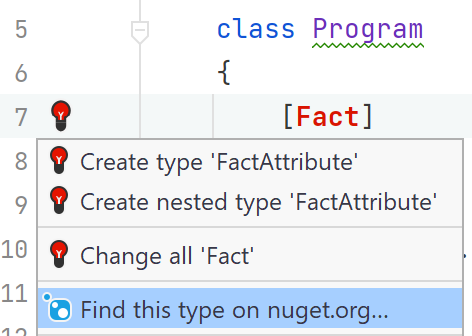 5 class Program
6 {
7 [Fact]
8 Create type 'FactAttribute'
9 Create nested type 'FactAttribute'
10 Change all 'Fact'
11 Find this type on nuget.org...
12